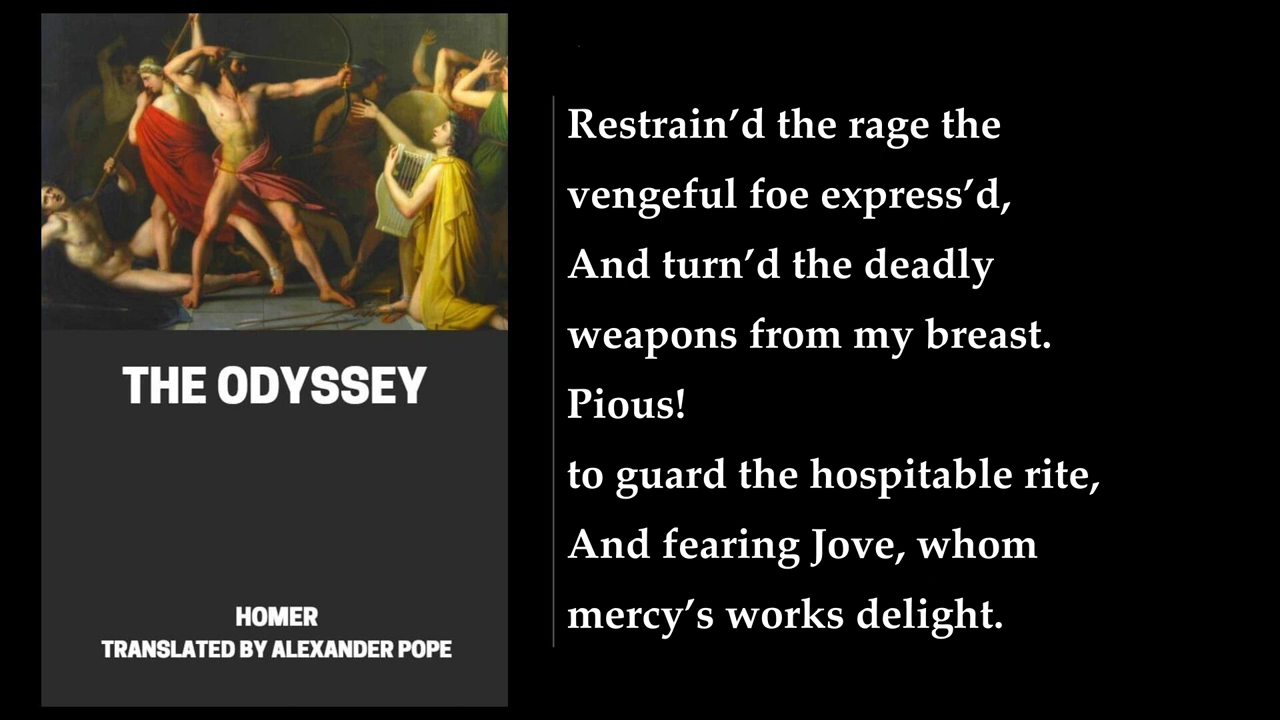 THE ODYSSEY
HOMER
TRANSLATED BY ALEXANDER POPE
Restrain’d the rage the
vengeful foe express’d,
And turn’d the deadly
weapons from my breast.
Pious!
to guard the hospitable rite,
And fearing Jove, whom
mercy’s works delight.